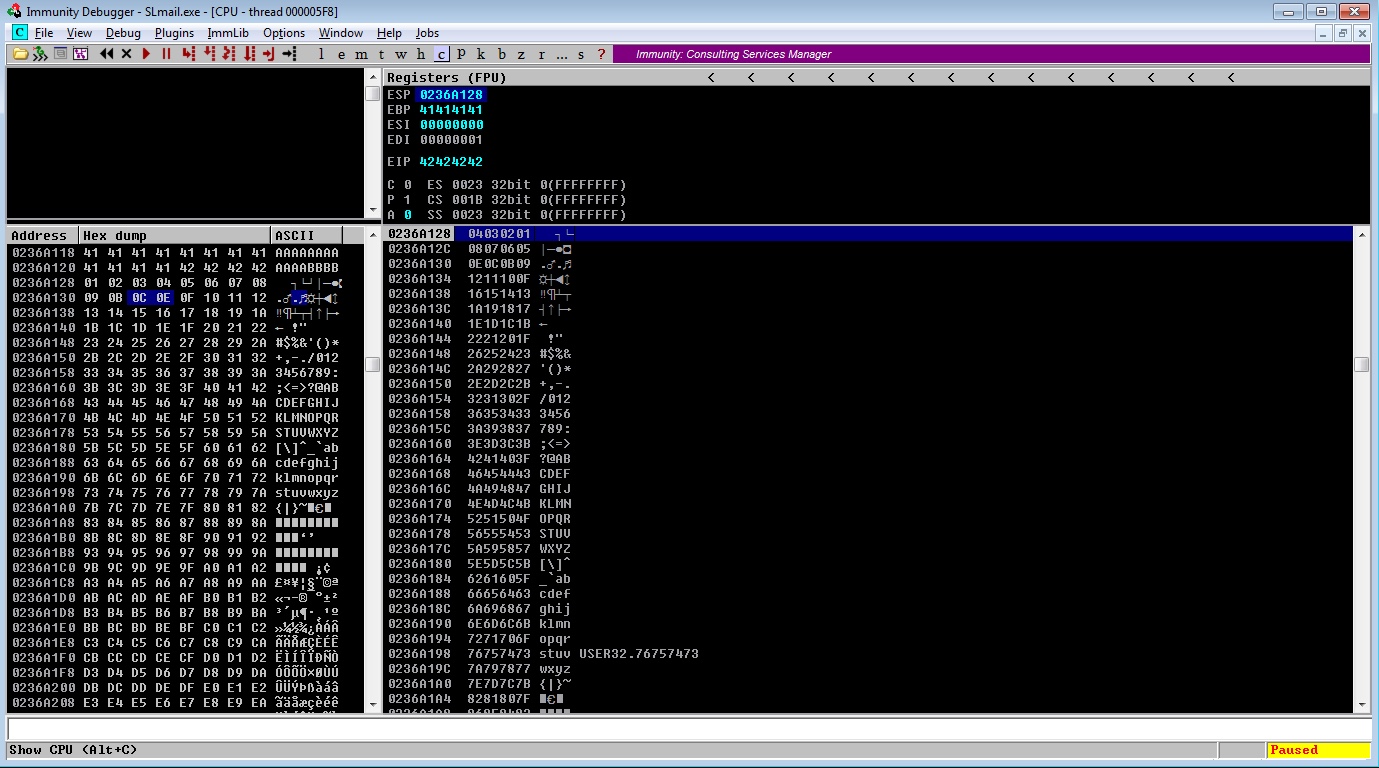 Immunity Debugger - SLmail.exe - [CPU - thread 000005F8]
C File View Debug Plugins ImmLib Options Window Help Jobs
l e m t w h c P k b z r ... s ? Immunity: Consulting Services Manager
Registers (FPU) < < < < < < < < < < < < < <
ESP 0236A128
EBP 41414141
ESI 00000000
EDI 00000001
EIP 42424242
C 0 ES 0023 32bit 0(FFFFFFFF)
P 1 CS 001B 32bit 0(FFFFFFFF)
A 0 SS 0023 32bit 0(FFFFFFFF)
Address Hex dump ASCII
0236A118 41 41 41 41 41 41 41 41 AAAAAAAA
0236A120 41 41 41 41 42 42 42 42 AAAABBBB
0236A128 01 02 03 04 05 06 07 08
0236A130 09 0B 0C 0E 0F 10 11 12
0236A138 13 14 15 16 17 18 19 1A
0236A140 1B 1C 1D 1E 1F 20 21 22 ← !"
0236A148 23 24 25 26 27 28 29 2A #$%&'()*
0236A150 2B 2C 2D 2E 2F 30 31 32 +,-./012
0236A158 33 34 35 36 37 38 39 3A 3456789:
0236A160 3B 3C 3D 3E 3F 40 41 42 ;<=>?@AB
0236A168 43 44 45 46 47 48 49 4A CDEFGHIJ
0236A170 4B 4C 4D 4E 4F 50 51 52 KLMNOPQR
0236A178 53 54 55 56 57 58 59 5A STUVWXYZ
0236A180 5B 5C 5D 5E 5F 60 61 62 [\]^_`ab
0236A188 63 64 65 66 67 68 69 6A cdefghij
0236A190 6B 6C 6D 6E 6F 70 71 72 klmnopqr
0236A198 73 74 75 76 77 78 79 7A stuvwxyz
0236A1A0 7B 7C 7D 7E 7F 80 81 82 {|}~■€■
0236A1A8 83 84 85 86 87 88 89 8A
0236A1B0 8B 8C 8D 8E 8F 90 91 92 ■■■‘’
0236A1B8 93 94 95 96 97 98 99 9A
0236A1C0 9B 9C 9D 9E 9F A0 A1 A2 ■■■■ ¡¢
0236A1C8 A3 A4 A5 A6 A7 A8 A9 AA £¤¥¦§¨©ª
0236A1D0 AB AC AD AE AF B0 B1 B2 «¬-®¯°±²
0236A1D8 B3 B4 B5 B6 B7 B8 B9 BA ³´µ¶·¸¹º
0236A1E0 BB BC BD BE BF C0 C1 C2 »¼½¾¿ÀÁÂ
0236A1E8 C3 C4 C5 C6 C7 C8 C9 CA ÃÄÅÆÇÈÉÊ
0236A1F0 CB CC CD CE CF D0 D1 D2 ËÌÍÎÏÐÑÒ
0236A1F8 D3 D4 D5 D6 D7 D8 D9 DA ÓÔÕÖ×ØÙÚ
0236A200 DB DC DD DE DF E0 E1 E2 ÛÜÝÞßàáâ
0236A208 E3 E4 E5 E6 E7 E8 E9 EA ãäåæçèéê
0236A128 04030201
0236A12C 08070605
0236A130 0E0C0B09
0236A134 1211100F
0236A138 16151413
0236A13C 1A191817
0236A140 1E1D1C1B ←
0236A144 2221201F !"
0236A148 26252423 #$%&
0236A14C 2A292827 '()*
0236A150 2E2D2C2B +,-.
0236A154 3231302F /012
0236A158 36353433 3456
0236A15C 3A393837 789:
0236A160 3E3D3C3B ;<=>
0236A164 4241403F ?@AB
0236A168 46454443 CDEF
0236A16C 4A494847 GHIJ
0236A170 4E4D4C4B KLMN
0236A174 5251504F OPQR
0236A178 56555453 STUV
0236A17C 5A595857 WXYZ
0236A180 5E5D5C5B [\]^
0236A184 6261605F _`ab
0236A188 66656463 cdef
0236A18C 6A696867 ghij
0236A190 6E6D6C6B klmn
0236A194 7271706F opqr
0236A198 76757473 stuv USER32.76757473
0236A19C 7A797877 wxyz
0236A1A0 7E7D7C7B {|}~
0236A1A4 8281807F ■€■
Show CPU (Alt+C)
Paused